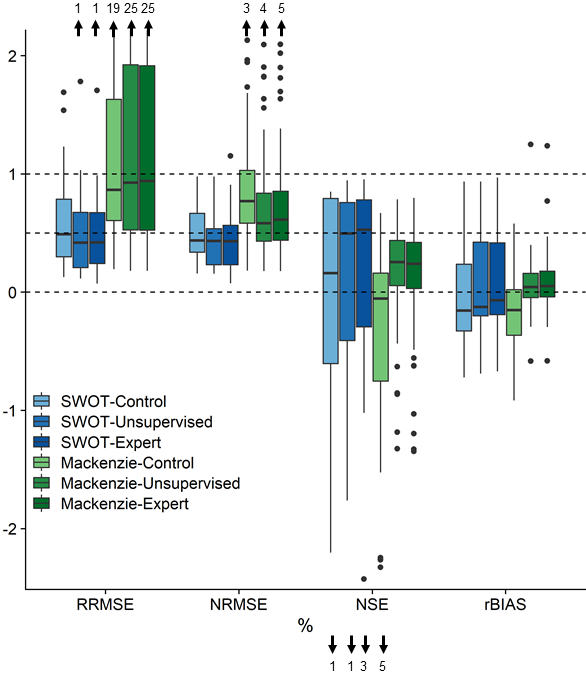 1 1 19 25 25 3 4 5
2
1
0
-1
-2
SWOT-Control
SWOT-Unsupervised
SWOT-Expert
Mackenzie-Control
Mackenzie-Unsupervised
Mackenzie-Expert
RRMSE NRMSE NSE rBIAS
%
1 1 3 5